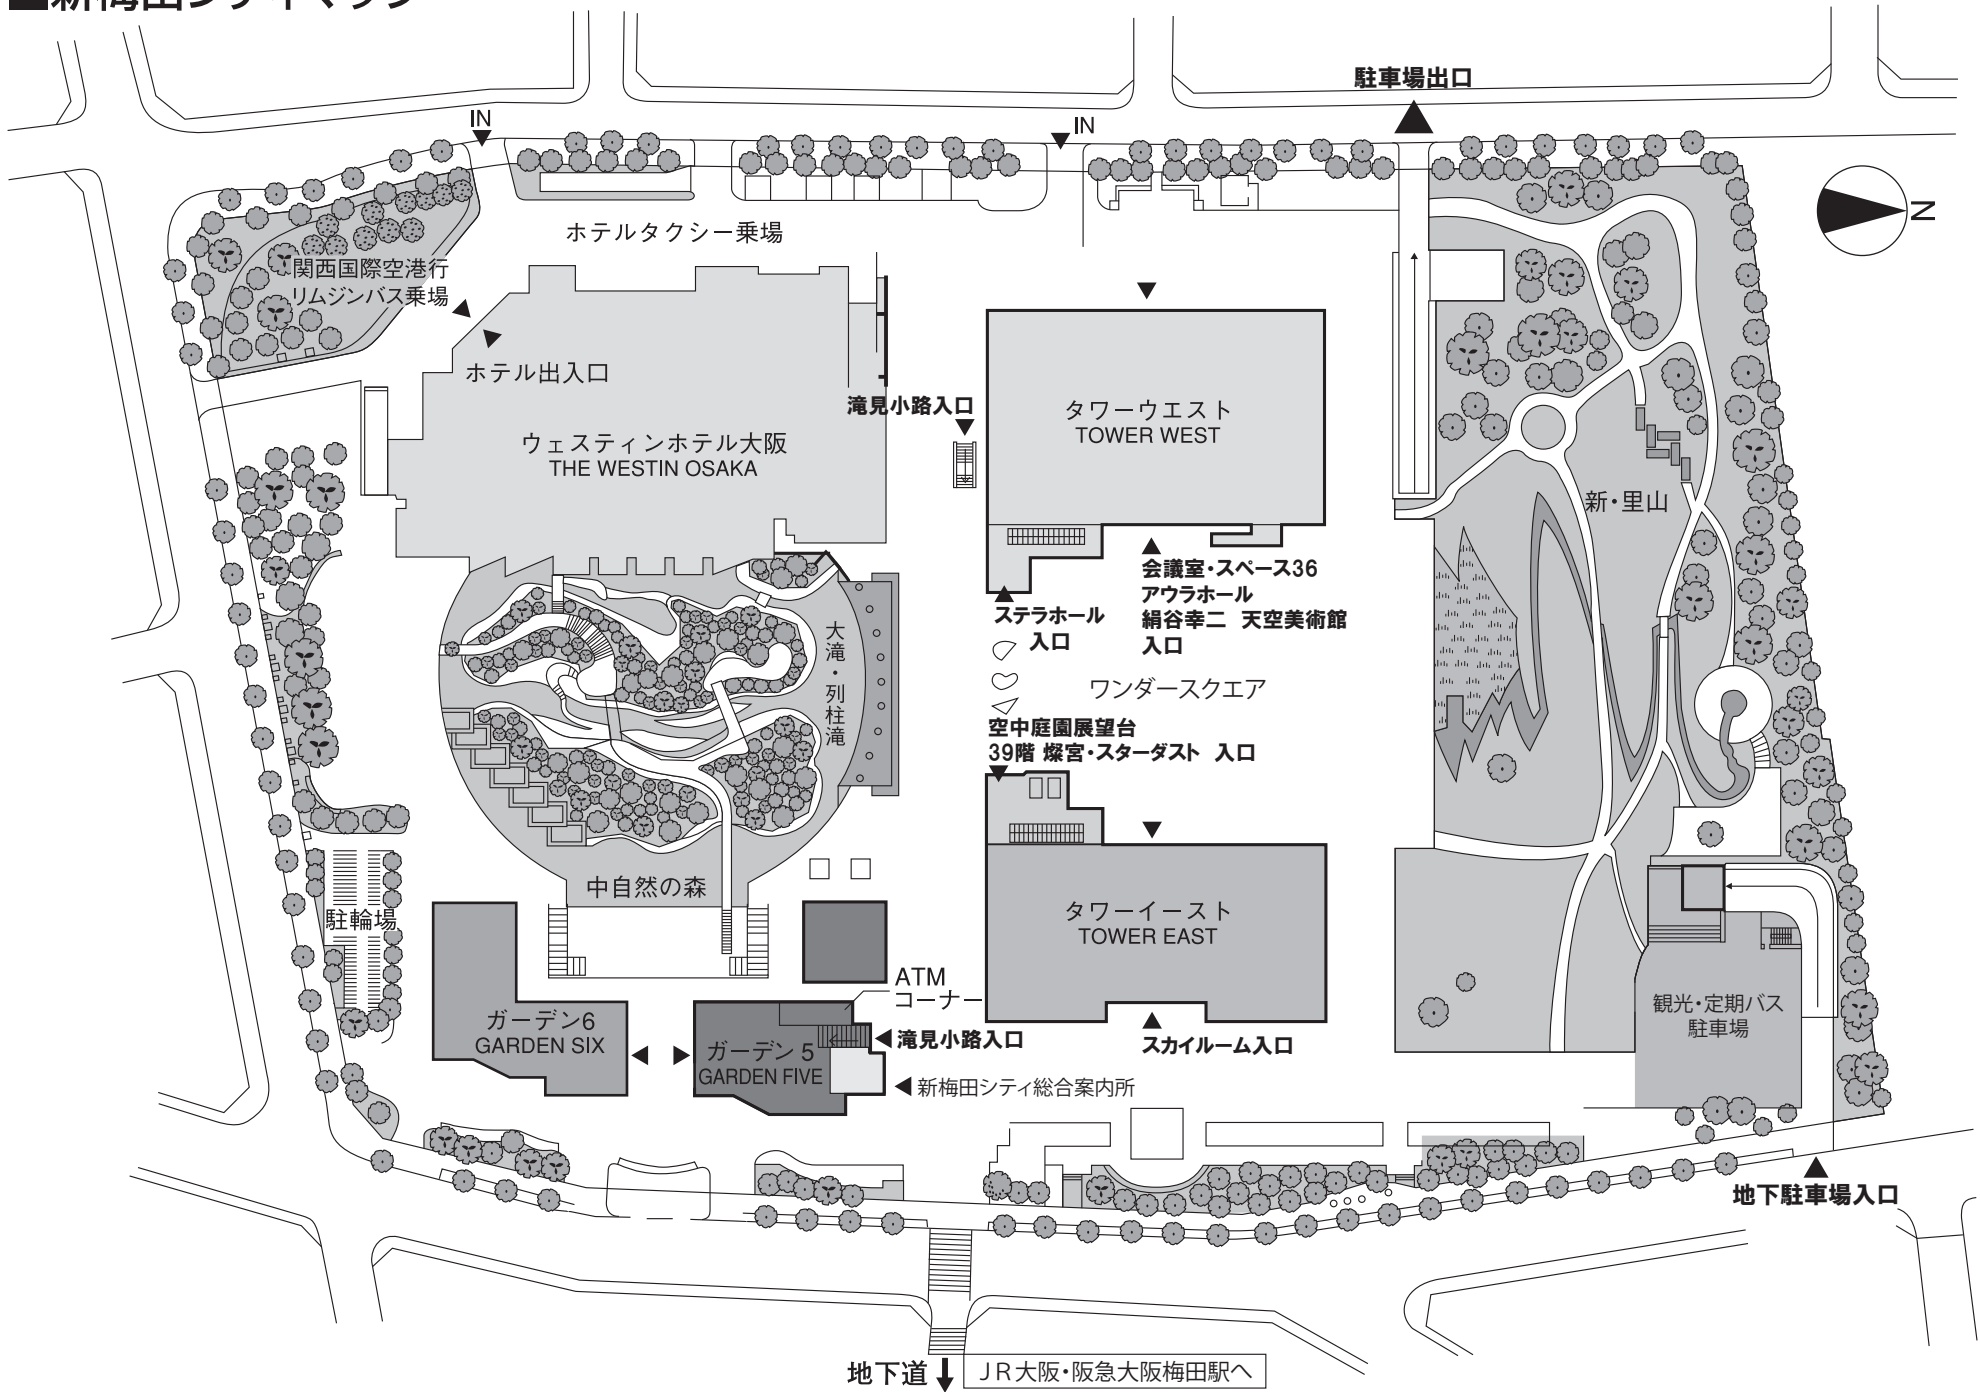 ■新梅田シティマップ
駐車場出口
IN
IN
N
ホテルタクシー乗場
関西国際空港行
リムジンバス乗場
ホテル出入口
滝見小路入口
タワーウエスト
TOWER WEST
ウェスティンホテル大阪
THE WESTIN OSAKA
新・里山
会議室・スペース36
アウラホール
絹谷幸二 天空美術館
入口
ステラホール
入口
大滝・列柱滝
ワンダースクエア
空中庭園展望台
39階 燦宮・スターダスト 入口
中自然の森
駐輪場
タワーイースト
TOWER EAST
ATM
コーナー
ガーデン6
GARDEN SIX
ガーデン 5
GARDEN FIVE
滝見小路入口
スカイルーム入口
新梅田シティ総合案内所
観光・定期バス
駐車場
地下駐車場入口
地下道
JR大阪・阪急大阪梅田駅へ